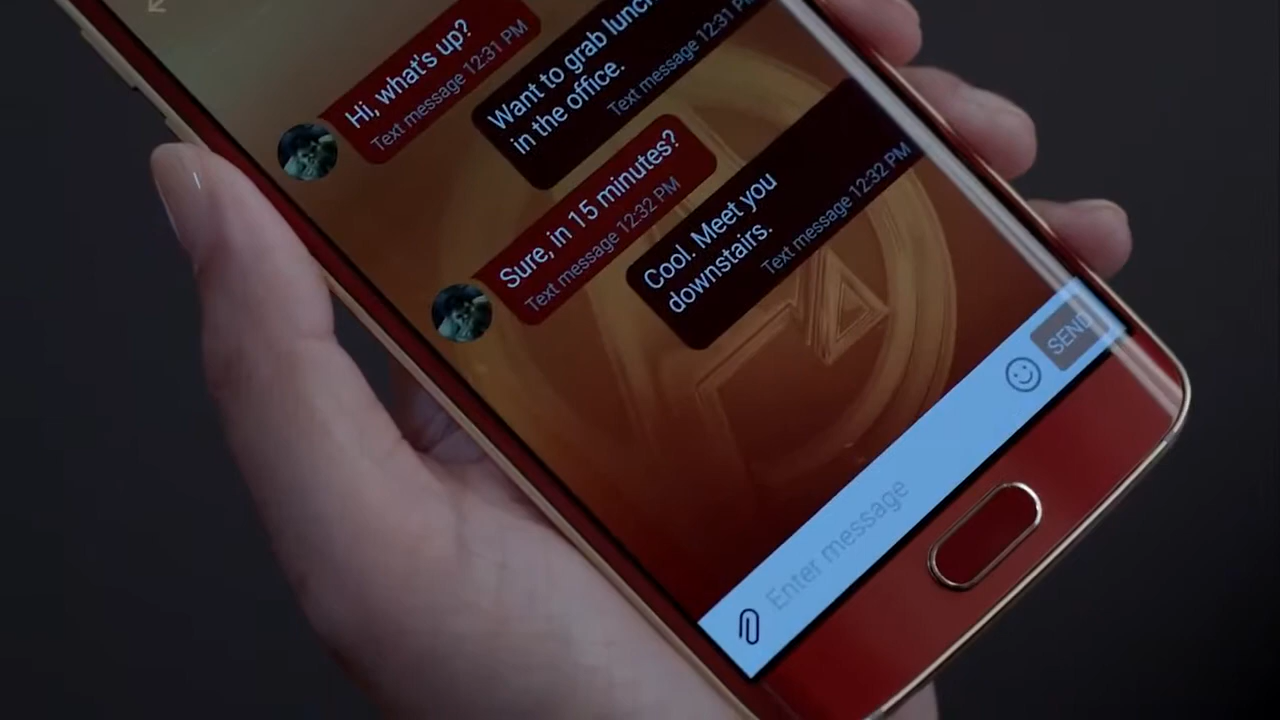 Hi, what's up?
Text message 12:31 PM
Want to grab lunch
in the office.
Text message 12:31 PM
Sure, in 15 minutes?
Text message 12:32 PM
Cool. Meet you
downstairs.
Text message 12:32 PM
SEND
Enter message